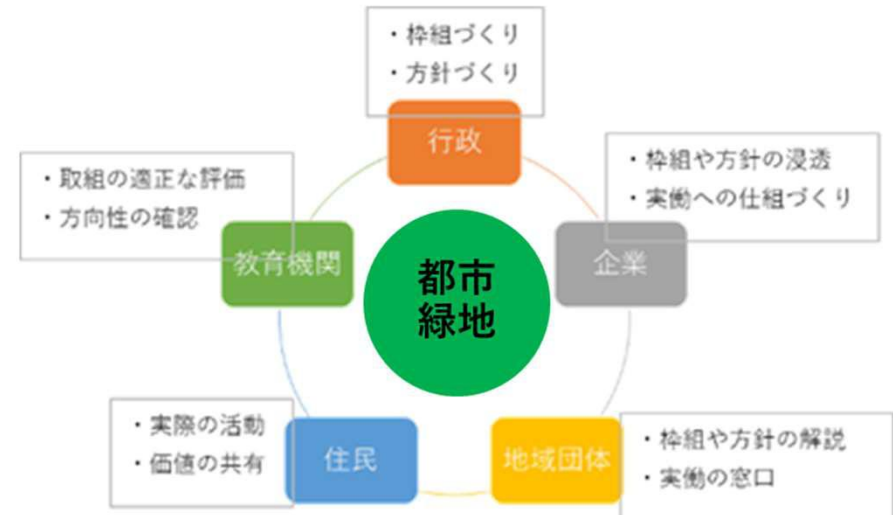 ・枠組づくり
・方針づくり
行政
・取組の適正な評価
・方向性の確認
教育機関
・枠組や方針の浸透
・実働への仕組づくり
企業
都市
緑地
・実際の活動
・価値の共有
住民
地域団体
・枠組や方針の解説
・実働の窓口